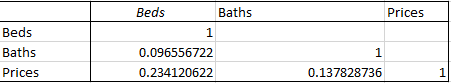 Beds Baths Prices
Beds 1
Baths 0.096556722 1
Prices 0.234120622 0.137828736 1